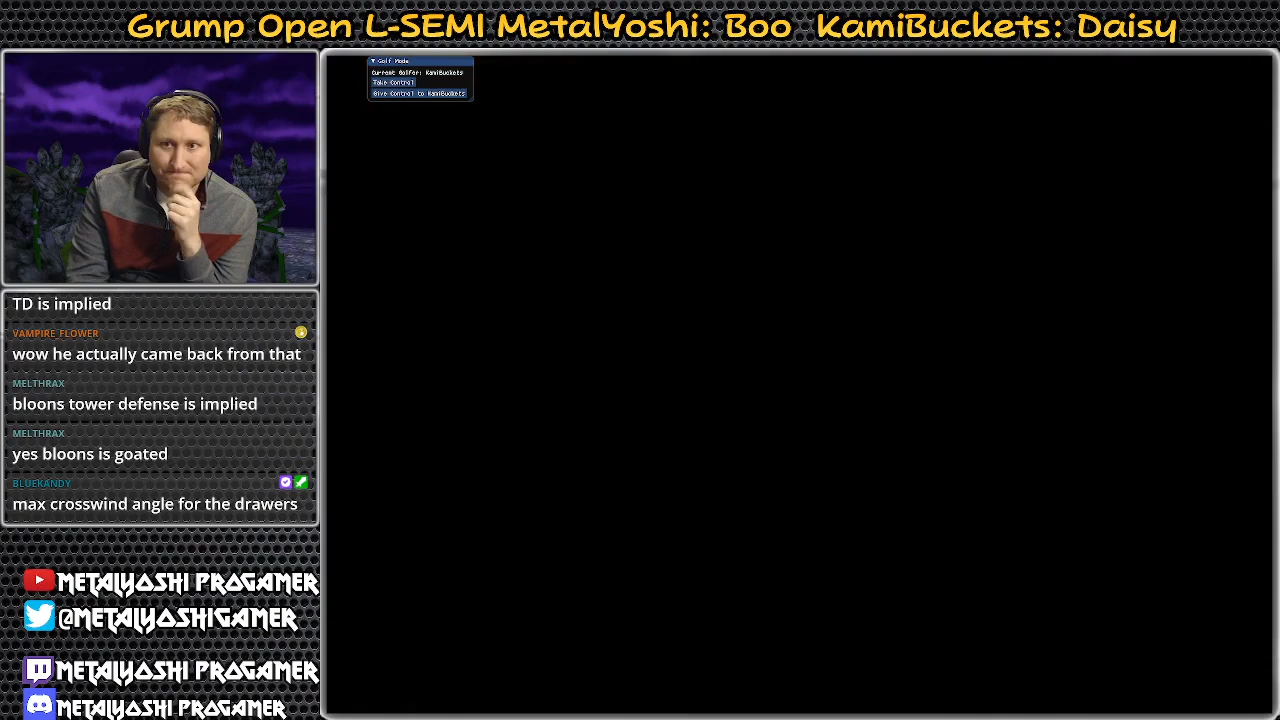 Grump Open L-SEMI MetalYoshi: Boo KamiBuckets: Daisy
Golf Mode
Current Golfer: KamiBuckets
Take Control
Give Control to KamiBuckets
TD is implied
VAMPIRE_FLOWER
wow he actually came back from that
MELTHRAX
bloons tower defense is implied
MELTHRAX
yes bloons is goated
BLUEKANDY
max crosswind angle for the drawers
METALYOSHI PROGAMER
@METALYOSHIGAMER
METALYOSHI PROGAMER
METALYOSHI PROGAMER